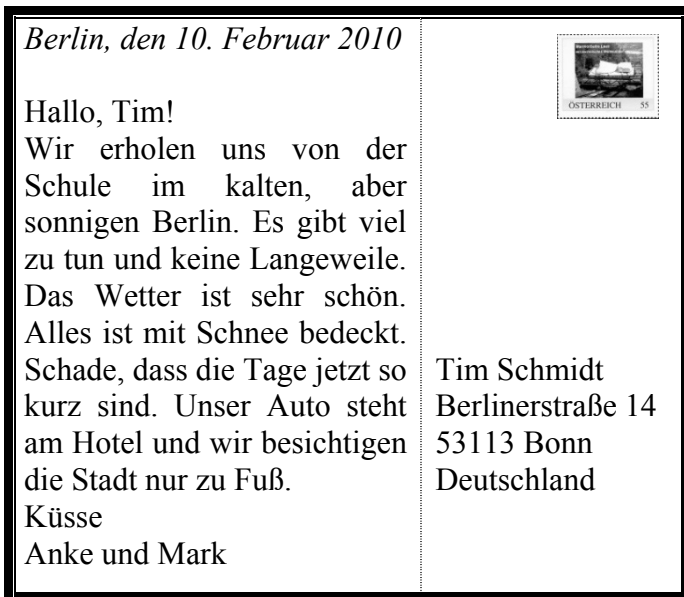 Berlin, den 10. Februar 2010
Hallo, Tim!
Wir erholen uns von der
Schule im kalten, aber
sonnigen Berlin. Es gibt viel
zu tun und keine Langeweile.
Das Wetter ist sehr schön.
Alles ist mit Schnee bedeckt.
Schade, dass die Tage jetzt so
kurz sind. Unser Auto steht
am Hotel und wir besichtigen
die Stadt nur zu Fuß.
Küsse
Anke und Mark
ÖSTERREICH 55
Tim Schmidt
Berlinerstraße 14
53113 Bonn
Deutschland